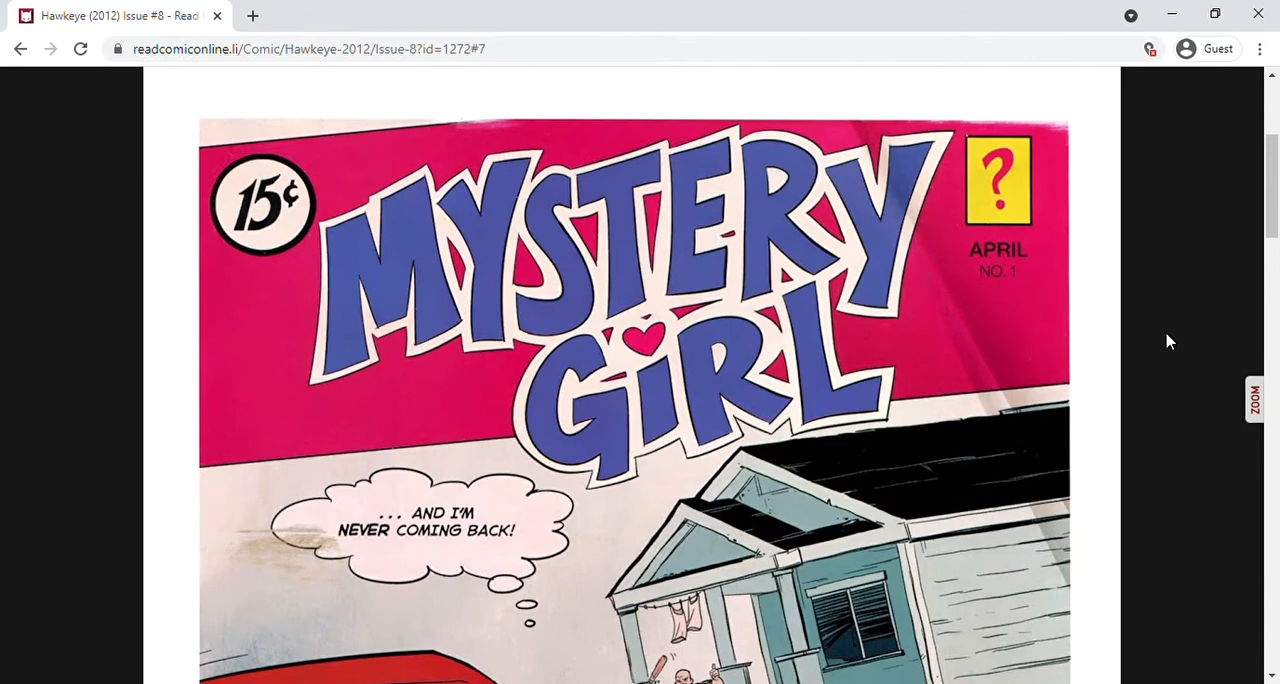 Hawkeye (2012) Issue #8 - Read
readcomiconline.li/Comic/Hawkeye-2012/Issue-8?id=1272#7
Guest
15¢
MYSTERY
GIRL
?
APRIL
NO. 1
ZOOM
... AND I'M
NEVER COMING BACK!